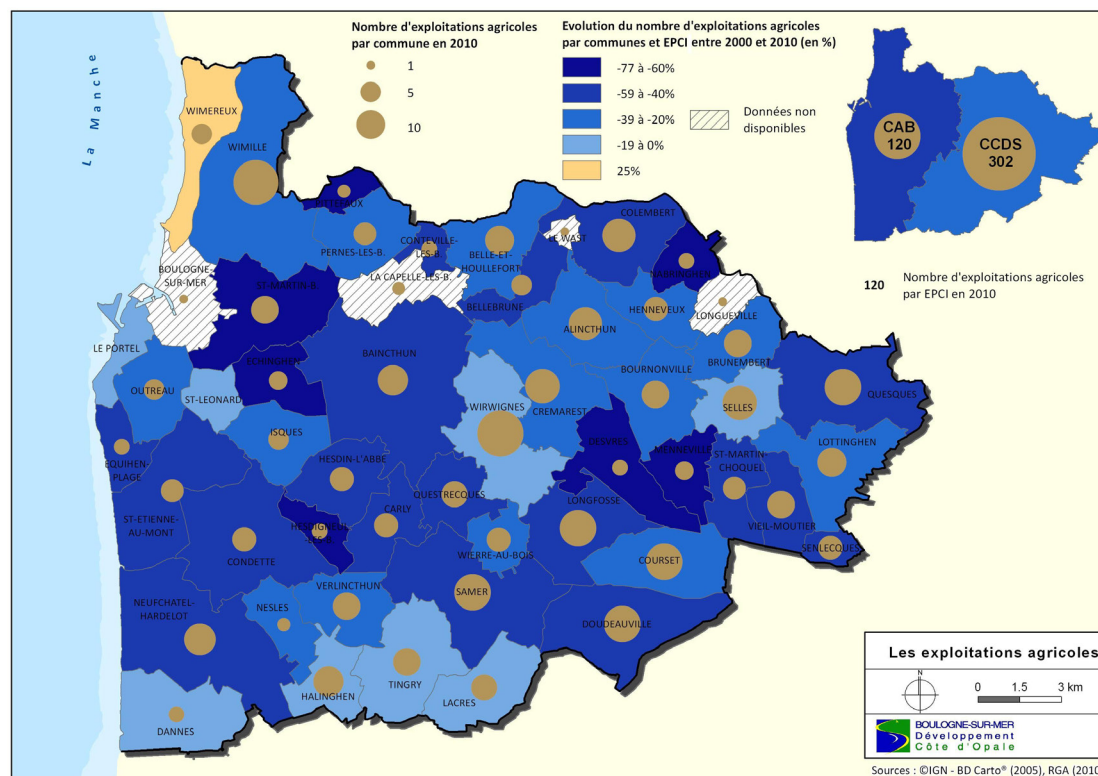 La Manche
Nombre d'exploitations agricoles
par commune en 2010
1
5
10
Evolution du nombre d'exploitations agricoles
par communes et EPCI entre 2000 et 2010 (en %)
-77 à -60%
-59 à -40%
-39 à -20%
-19 à 0%
25%
Données non
disponibles
CAB
120
CCDS
302
120
Nombre d'exploitations agricoles
par EPCI en 2010
WIMEREUX
WIMILLE
PITTEFAUX
PERNES-LES-B.
CONTEVILLE-
LES-B.
BELLE-ET-
HOULLEFORT
LE WAST
COLEMBERT
NABRINGHEN
BOULOGNE-
SUR-MER
ST-MARTIN-B.
LA CAPELLE-LES-B.
BELLEBRUNE
HENNEVEUX
LONGUEVILLE
ALINCTHUN
BRUNEMBERT
LE PORTEL
ECHINGHEN
BAINCTHUN
BOURNONVILLE
OUTREAU
ST-LEONARD
WIRWIGNES
CREMAREST
SELLES
QUESQUES
ISQUES
DESVRES
MENNEVILLE
LOTTINGHEN
EQUIHEN-
PLAGE
HESDIN-L'ABBE
ST-MARTIN-
CHOQUEL
QUESTRECQUES
LONGFOSSE
CARLY
ST-ETIENNE-
AU-MONT
HESDIGNEUL
-LES-B.
VIEIL-MOUTIER
SENLECQUES
WIERRE-AU-BOIS
CONDETTE
COURSET
VERLINCTHUN
SAMER
NEUFCHATEL-
HARDELOT
NESLES
DOUDEAUVILLE
TINGRY
HALINGHEN
LACRES
DANNES
Les exploitations agricoles
N
0 1.5 3 km
BOULOGNE-SUR-MER
Développement
Côte d'Opale
Sources : ©IGN - BD Carto® (2005), RGA (2010)